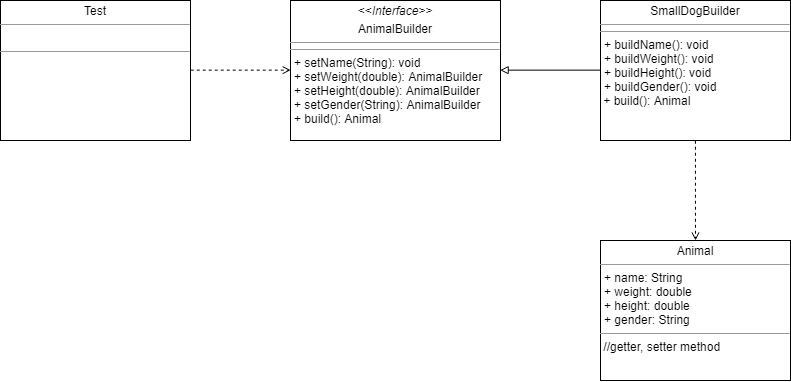 Test
<<Interface>>
AnimalBuilder
+ setName(String): void
+ setWeight(double): AnimalBuilder
+ setHeight(double): AnimalBuilder
+ setGender(String): AnimalBuilder
+ build(): Animal
SmallDogBuilder
+ buildName(): void
+ buildWeight(): void
+ buildHeight(): void
+ buildGender(): void
+ build(): Animal
Animal
+ name: String
+ weight: double
+ height: double
+ gender: String
//getter, setter method